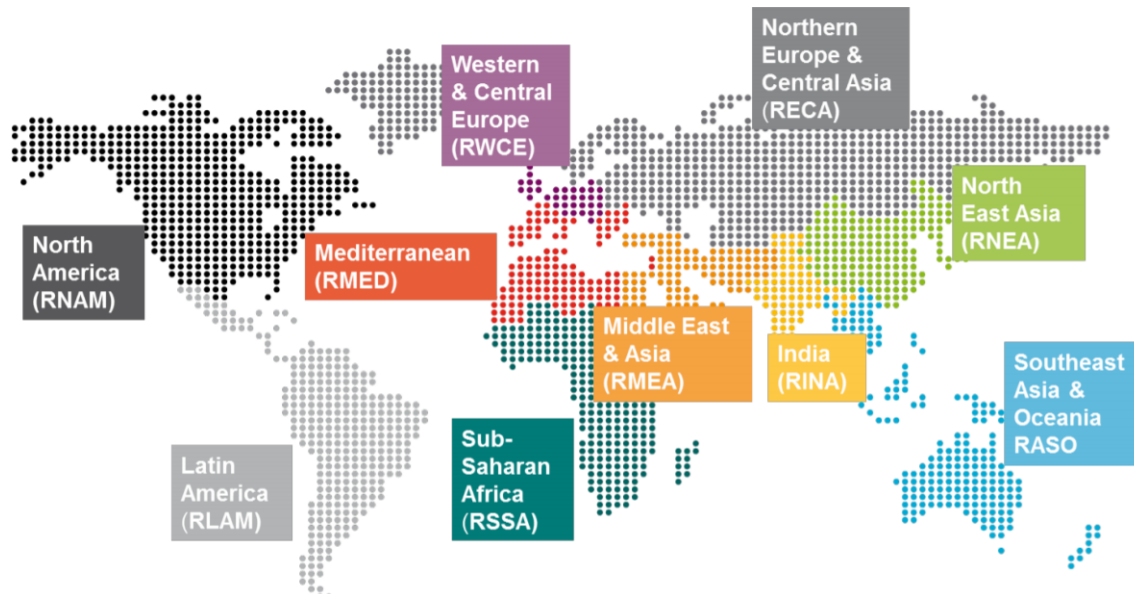 Northern
Europe &
Central Asia
(RECA)
Western
& Central
Europe
(RWCE)
North
East Asia
(RNEA)
North
America
(RNAM)
Mediterranean
(RMED)
Middle East
& Asia
(RMEA)
India
(RINA)
Southeast
Asia &
Oceania
RASO
Sub-
Saharan
Africa
(RSSA)
Latin
America
(RLAM)